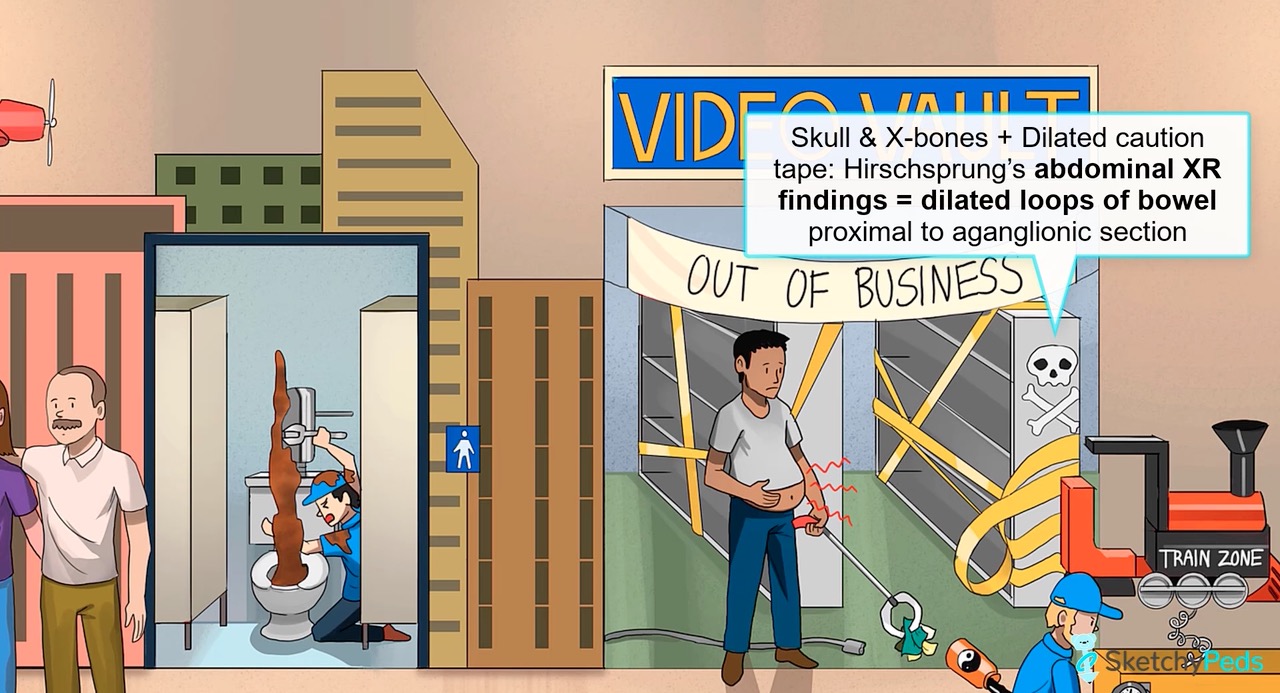 VIDEO VAULT
Skull & X-bones + Dilated caution
tape: Hirschsprung’s abdominal XR
findings = dilated loops of bowel
proximal to aganglionic section
OUT OF BUSINESS
TRAIN ZONE
SketchyPeds